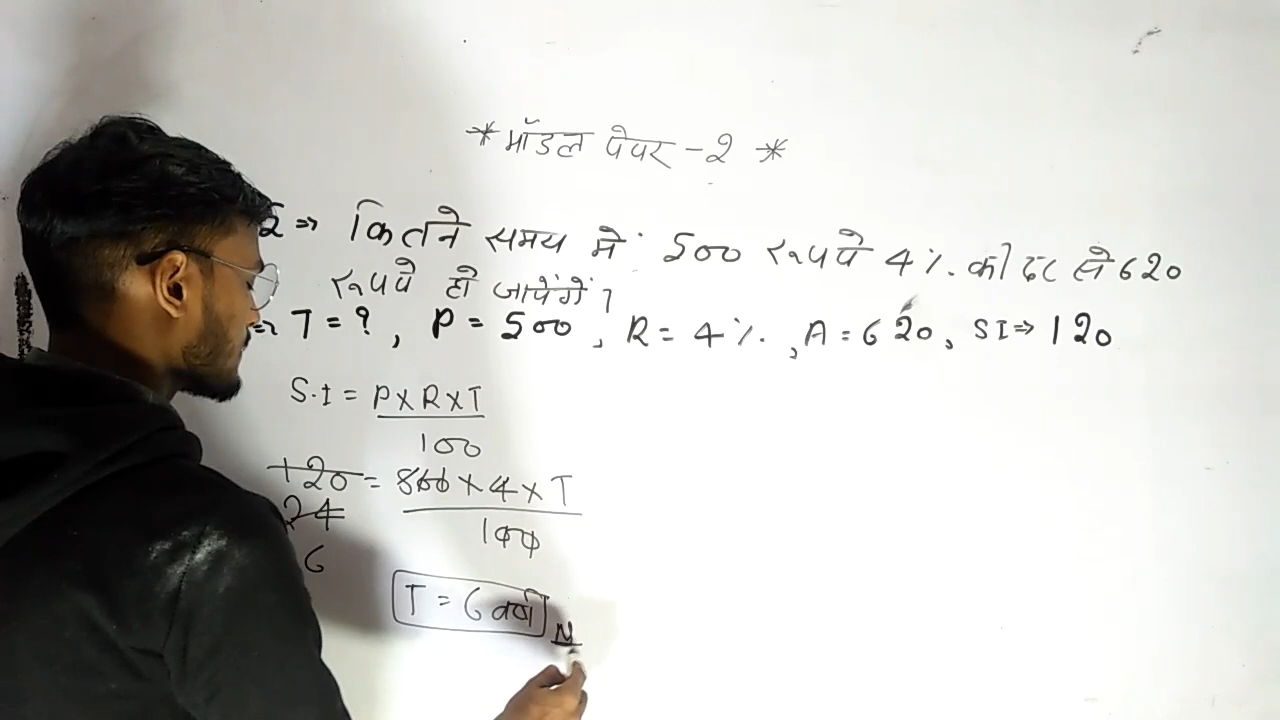 * मॉडल पेपर - 2 *
2 ⇒ कितने समय में 500 रूपये 4 %. की दर से 620
रूपये हो जायेंगें ।
⇒ T = ? , P = 500 , R = 4 %. , A = 620 , SI ⇒ 120
S.I = P × R × T
100
120 = 500 × 4 × T
24
100
6
T = 6 वर्ष